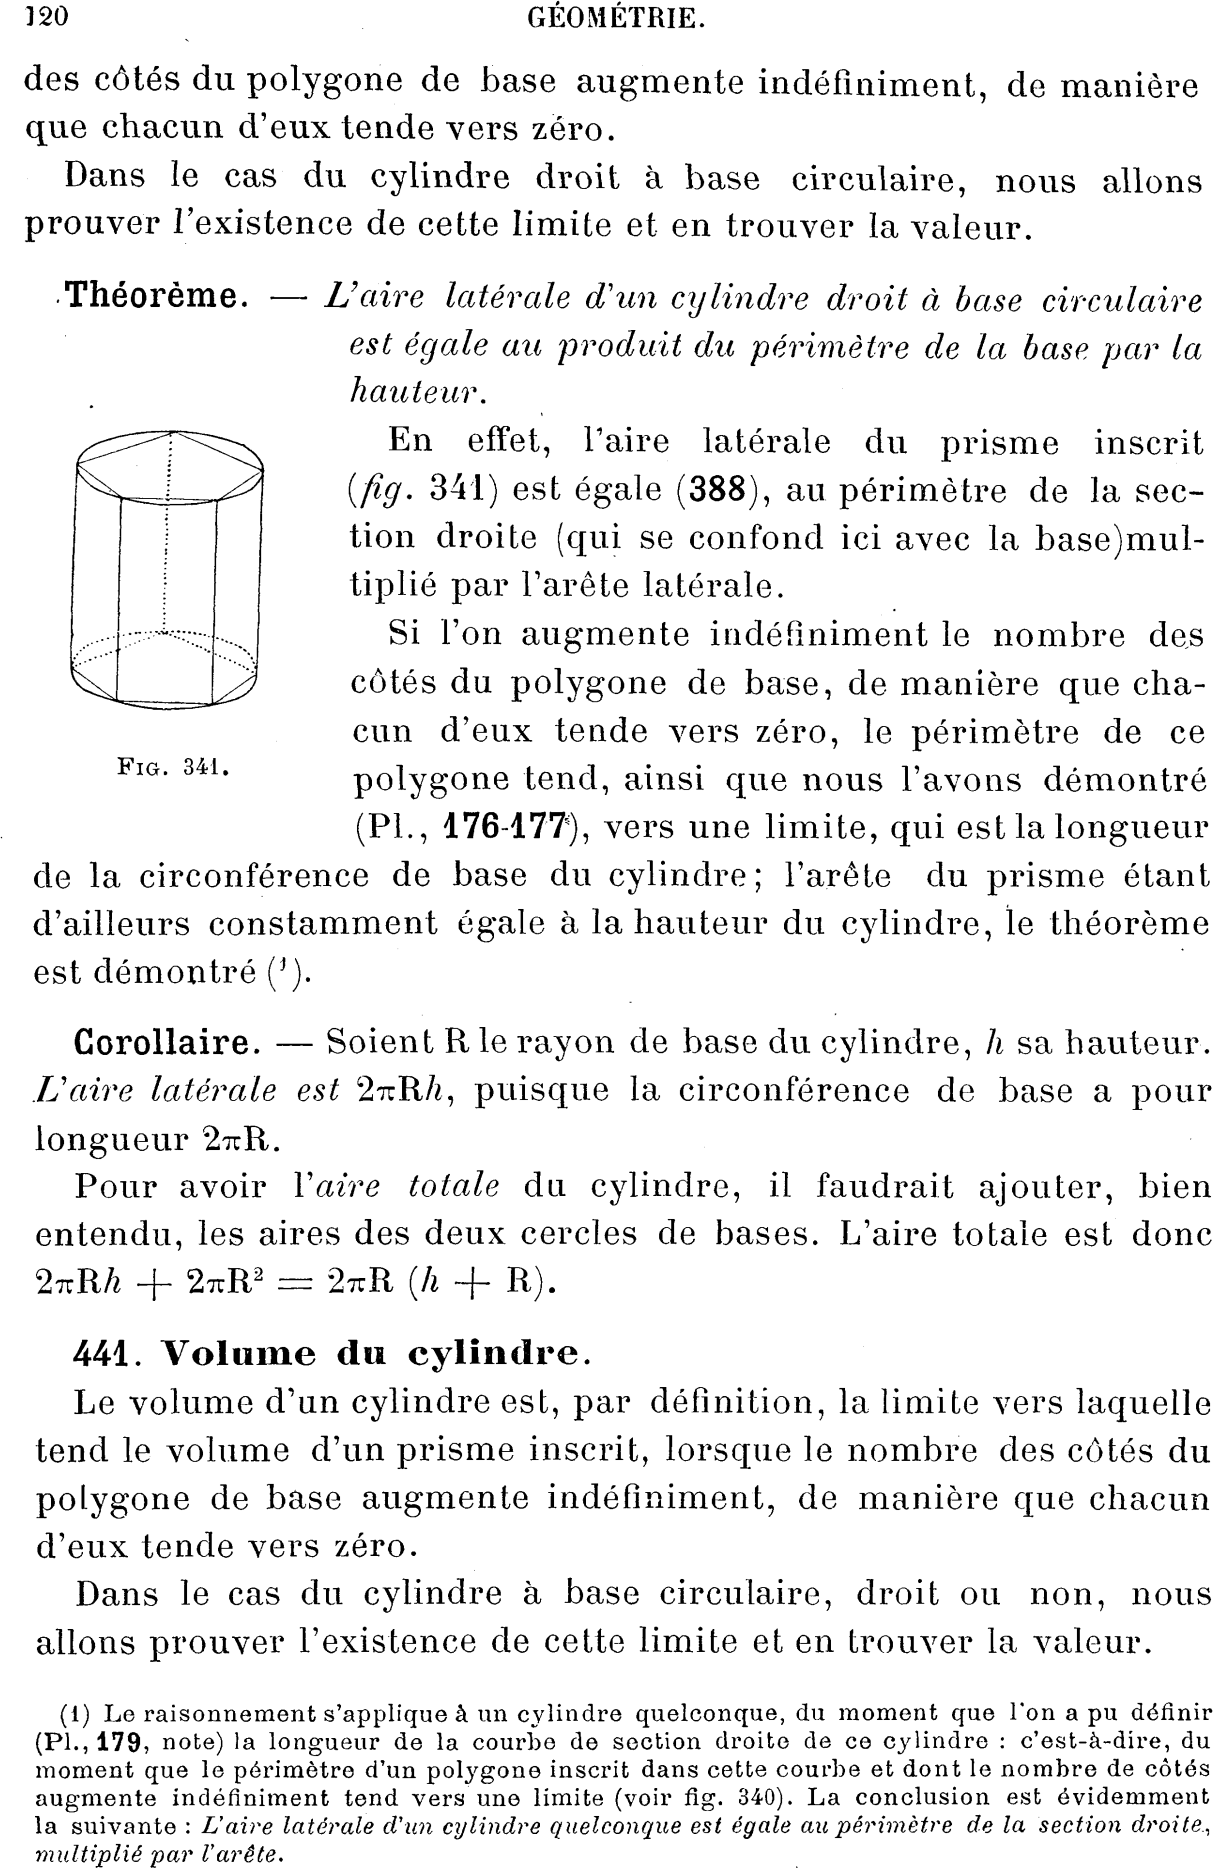 120 GÉOMÉTRIE.
des côtés du polygone de base augmente indéfiniment, de manière
que chacun d'eux tende vers zéro.
Dans le cas du cylindre droit à base circulaire, nous allons
prouver l'existence de cette limite et en trouver la valeur.
Théorème. — L'aire latérale d'un cylindre droit à base circulaire
est égale au produit du périmètre de la base par la
hauteur.
En effet, l'aire latérale du prisme inscrit
(fig. 341) est égale (388), au périmètre de la sec-
tion droite (qui se confond ici avec la base) mul-
tiplié par l'arête latérale.
Si l'on augmente indéfiniment le nombre des
côtés du polygone de base, de manière que cha-
cun d'eux tende vers zéro, le périmètre de ce
polygone tend, ainsi que nous l'avons démontré
(Pl., 176-177), vers une limite, qui est la longueur
FIG. 341.
de la circonférence de base du cylindre; l'arête du prisme étant
d'ailleurs constamment égale à la hauteur du cylindre, le théorème
est démontré (¹).
Corollaire. — Soient R le rayon de base du cylindre, h sa hauteur.
L'aire latérale est 2πRh, puisque la circonférence de base a pour
longueur 2πR.
Pour avoir l'aire totale du cylindre, il faudrait ajouter, bien
entendu, les aires des deux cercles de bases. L'aire totale est donc
2πRh + 2πR² = 2πR (h + R).
441. Volume du cylindre.
Le volume d'un cylindre est, par définition, la limite vers laquelle
tend le volume d'un prisme inscrit, lorsque le nombre des côtés du
polygone de base augmente indéfiniment, de manière que chacun
d'eux tende vers zéro.
Dans le cas du cylindre à base circulaire, droit ou non, nous
allons prouver l'existence de cette limite et en trouver la valeur.
(1) Le raisonnement s'applique à un cylindre quelconque, du moment que l'on a pu définir
(Pl., 179, note) la longueur de la courbe de section droite de ce cylindre : c'est-à-dire, du
moment que le périmètre d'un polygone inscrit dans cette courbe et dont le nombre de côtés
augmente indéfiniment tend vers une limite (voir fig. 340). La conclusion est évidemment
la suivante : L'aire latérale d'un cylindre quelconque est égale au périmètre de la section droite,
multiplié par l'arête.